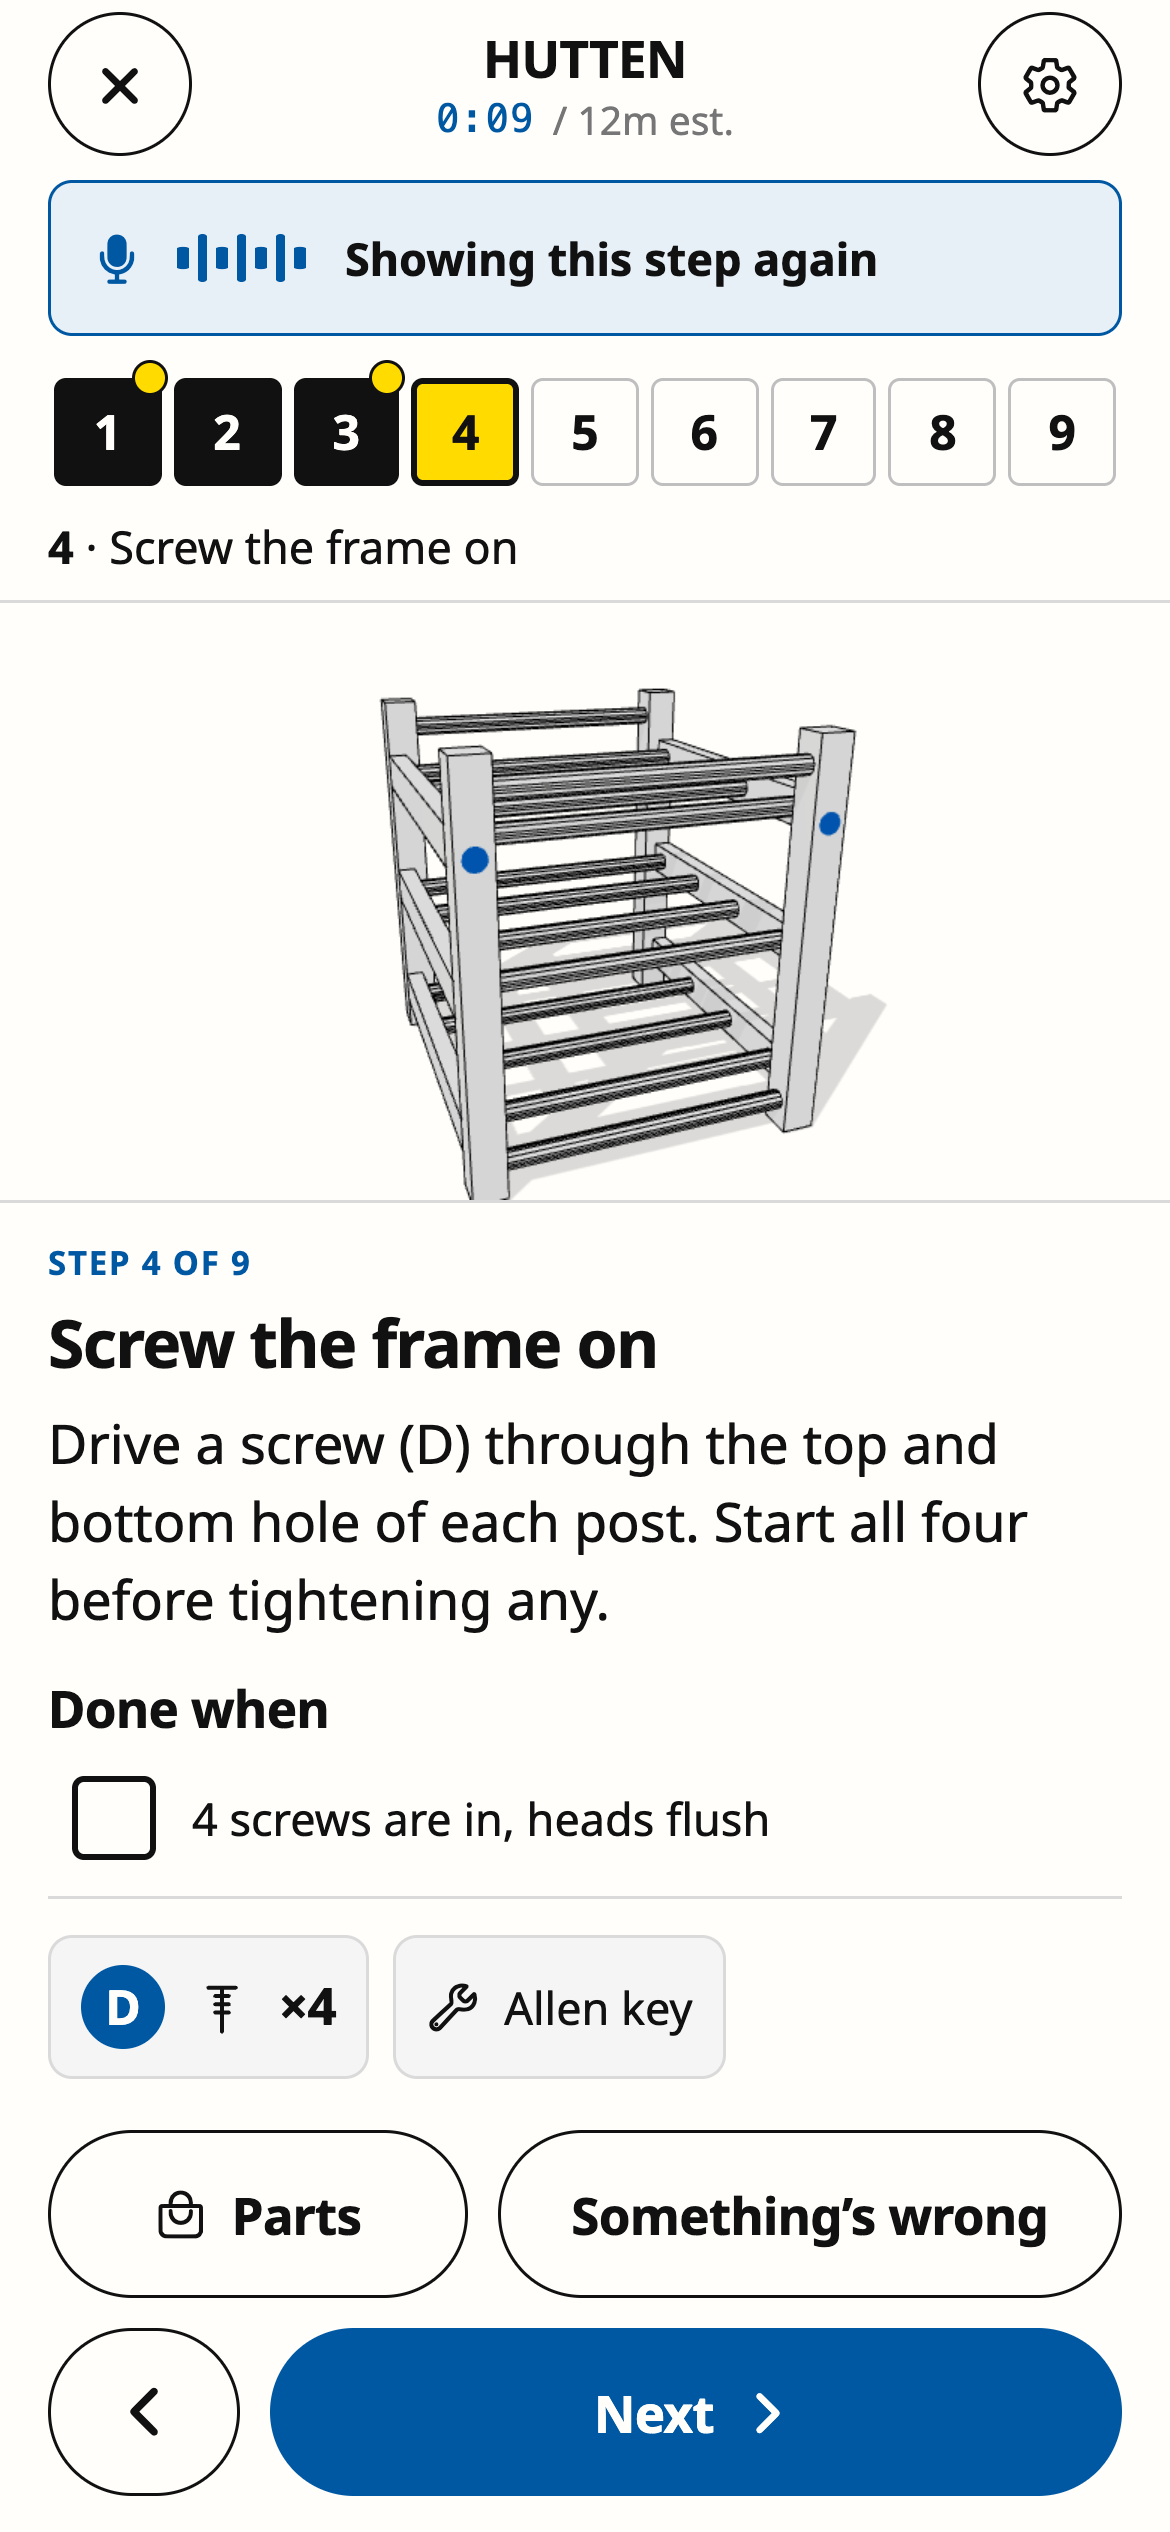 HUTTEN
0:09 / 12m est.
Showing this step again
1 2 3 4 5 6 7 8 9
4 · Screw the frame on
STEP 4 OF 9
Screw the frame on
Drive a screw (D) through the top and
bottom hole of each post. Start all four
before tightening any.
Done when
4 screws are in, heads flush
D ×4 Allen key
Parts Something’s wrong
Next